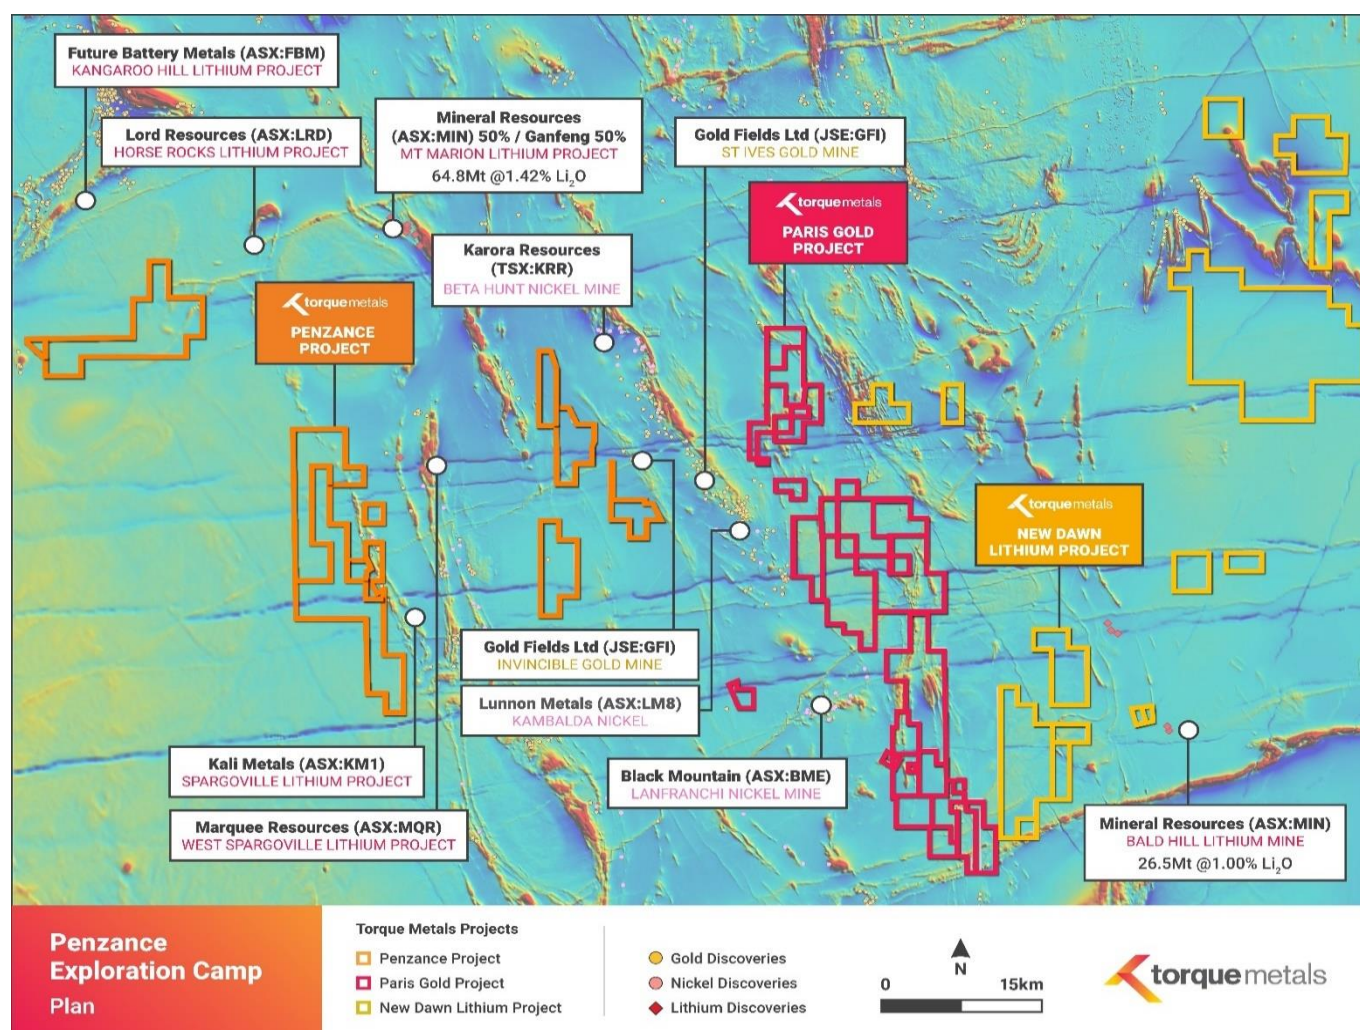 Future Battery Metals (ASX:FBM)
KANGAROO HILL LITHIUM PROJECT
Lord Resources (ASX:LRD)
HORSE ROCKS LITHIUM PROJECT
Mineral Resources
(ASX:MIN) 50% / Ganfeng 50%
MT MARION LITHIUM PROJECT
64.8Mt @1.42% Li₂O
Gold Fields Ltd (JSE:GFI)
ST IVES GOLD MINE
torquemetals
PARIS GOLD
PROJECT
Karora Resources
(TSX:KRR)
BETA HUNT NICKEL MINE
torquemetals
PENZANCE
PROJECT
torquemetals
NEW DAWN
LITHIUM PROJECT
Gold Fields Ltd (JSE:GFI)
INVINCIBLE GOLD MINE
Lunnon Metals (ASX:LM8)
KAMBALDA NICKEL
Kali Metals (ASX:KM1)
SPARGOVILLE LITHIUM PROJECT
Black Mountain (ASX:BME)
LANFRANCHI NICKEL MINE
Marquee Resources (ASX:MQR)
WEST SPARGOVILLE LITHIUM PROJECT
Mineral Resources (ASX:MIN)
BALD HILL LITHIUM MINE
26.5Mt @1.00% Li₂O
Penzance
Exploration Camp
Plan
Torque Metals Projects
Penzance Project
Paris Gold Project
New Dawn Lithium Project
Gold Discoveries
Nickel Discoveries
Lithium Discoveries
N
0 15km
torquemetals